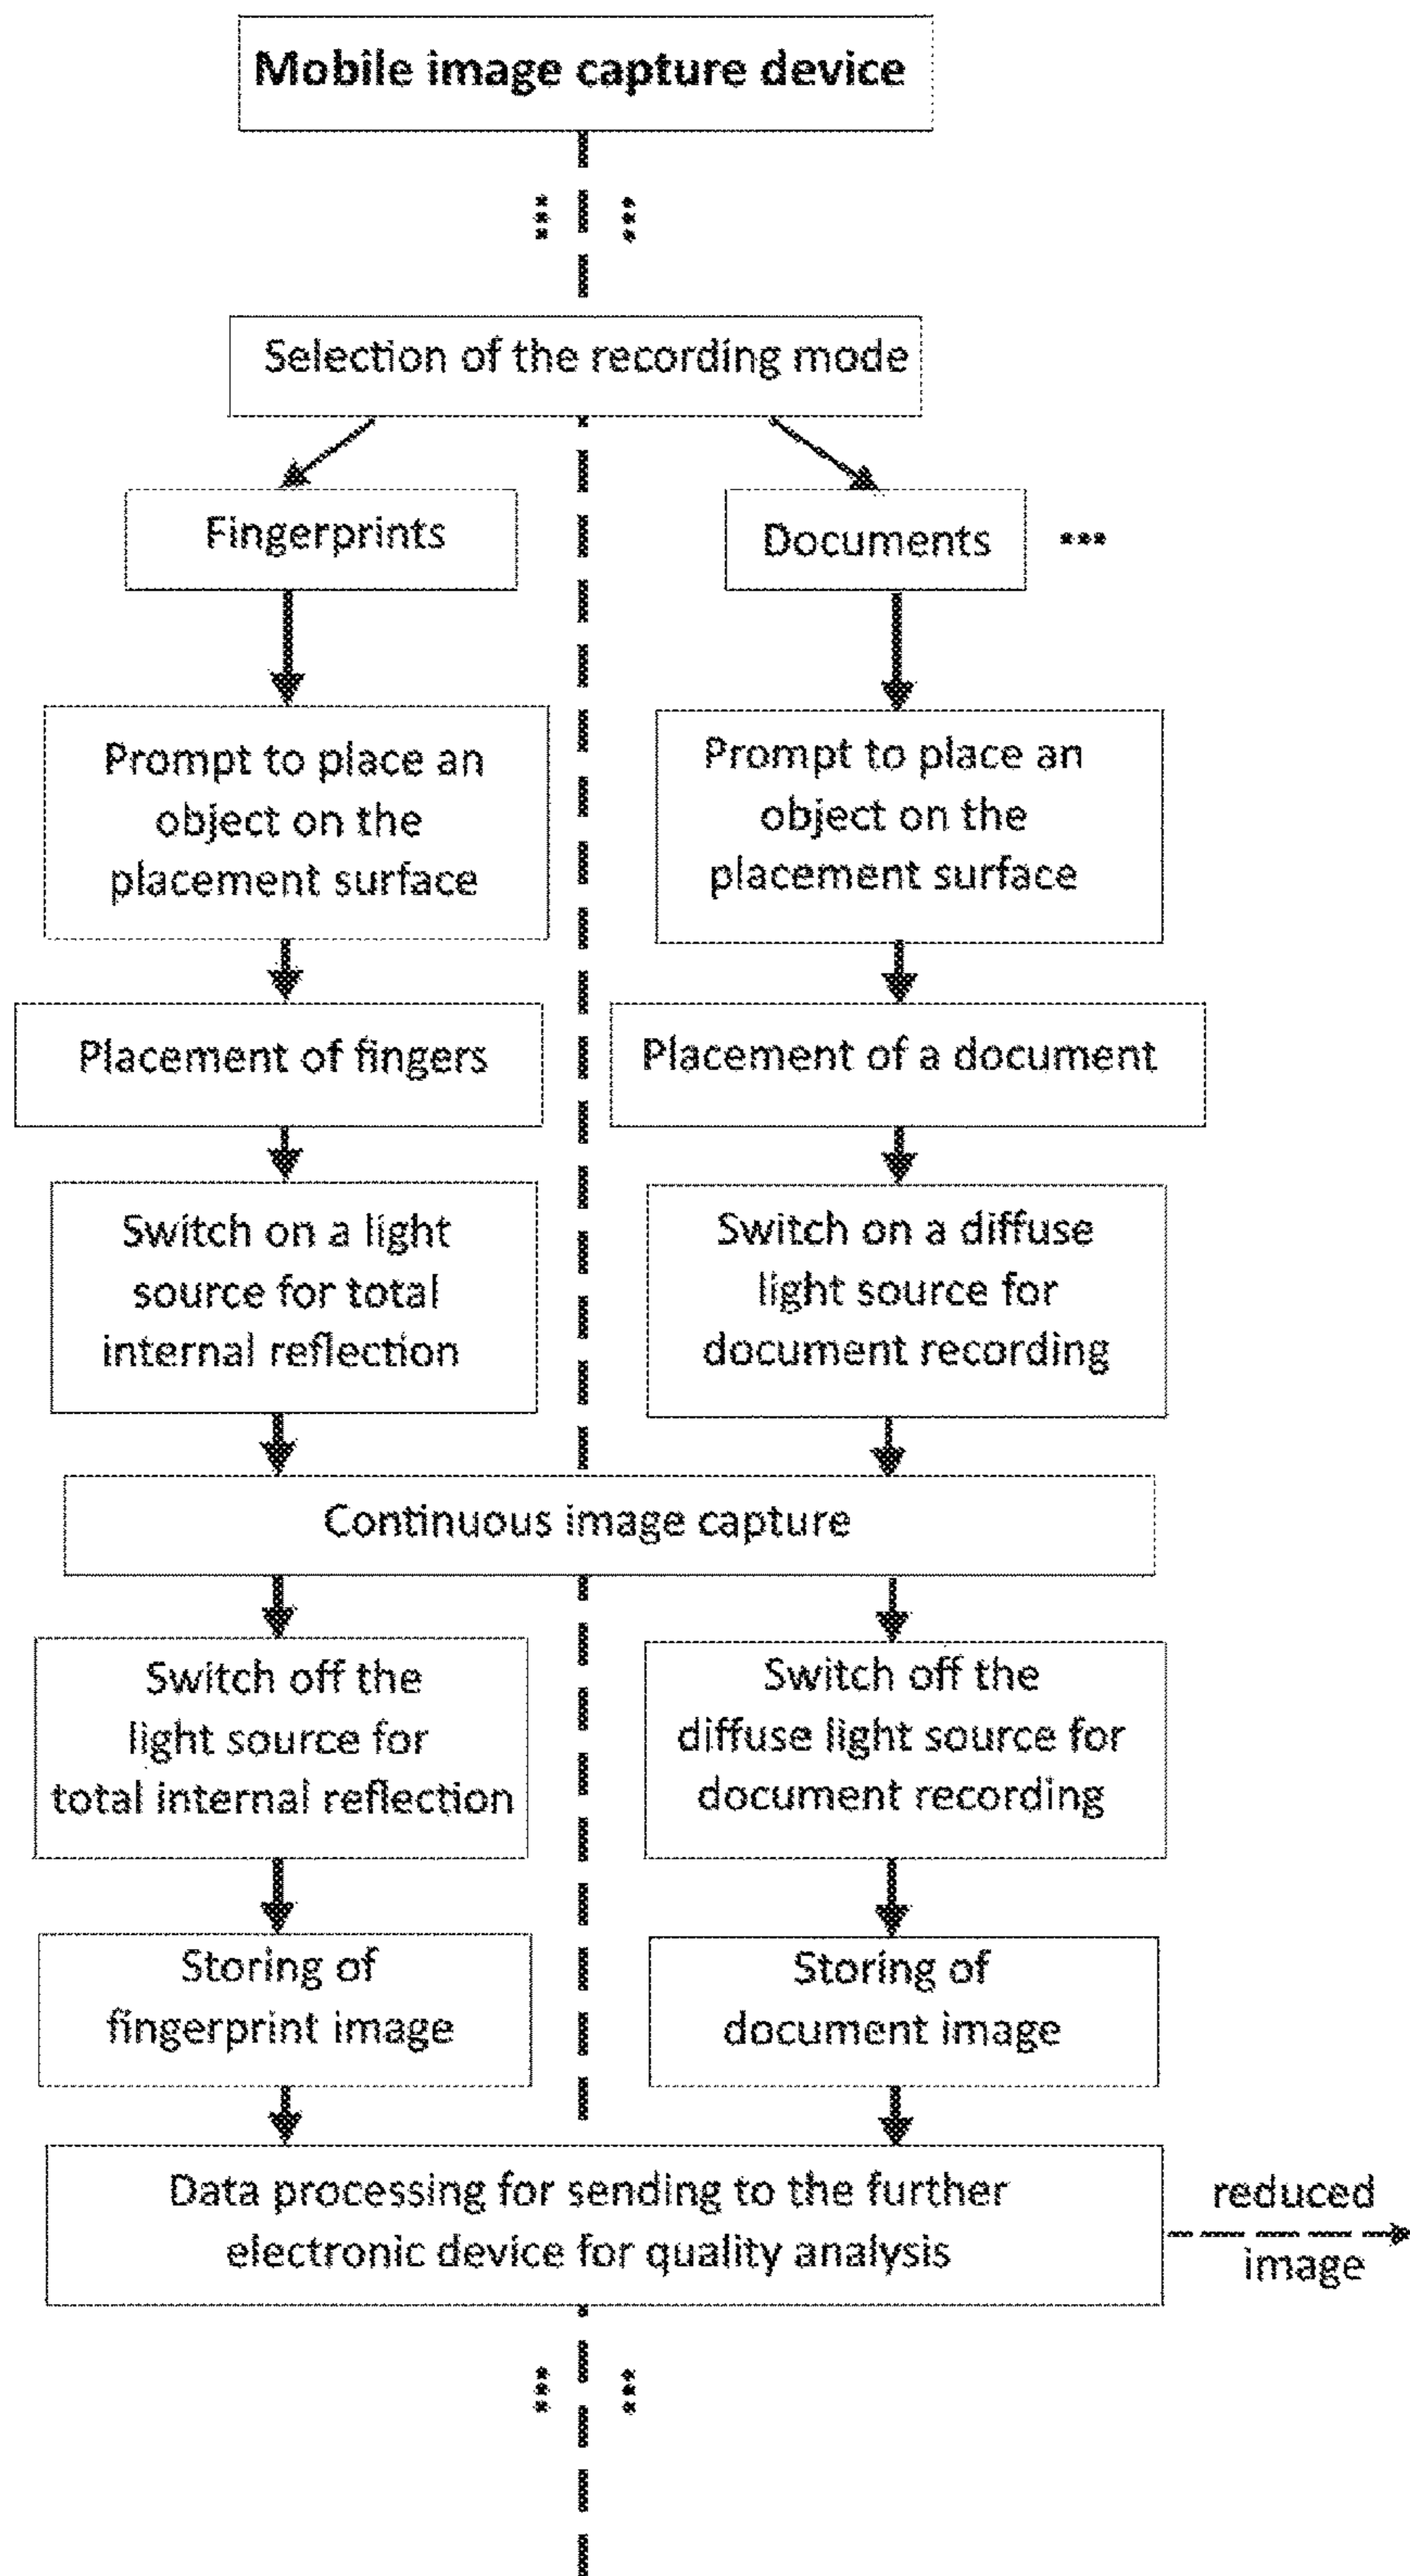 Mobile image capture device
Selection of the recording mode
Fingerprints
Documents
Prompt to place an
object on the
placement surface
Prompt to place an
object on the
placement surface
Placement of fingers
Placement of a document
Switch on a light
source for total
internal reflection
Switch on a diffuse
light source for
document recording
Continuous image capture
Switch off the
light source for
total internal reflection
Switch off the
diffuse light source for
document recording
Storing of
fingerprint image
Storing of
document image
Data processing for sending to the further
electronic device for quality analysis
reduced
image